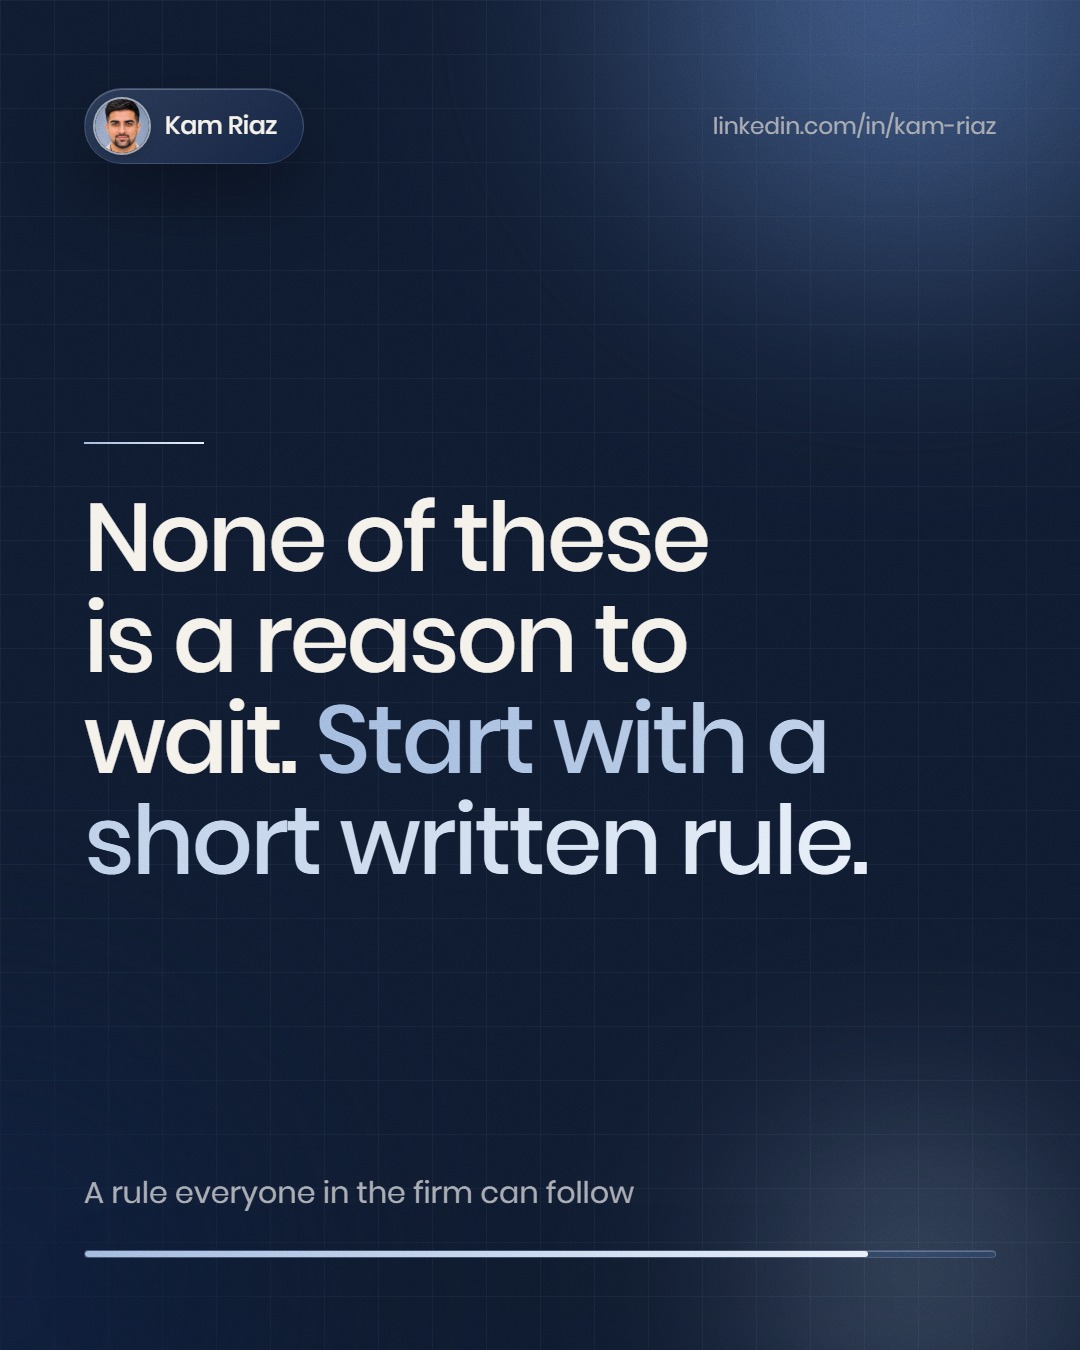 Kam Riaz
linkedin.com/in/kam-riaz
None of these
is a reason to
wait. Start with a
short written rule.
A rule everyone in the firm can follow